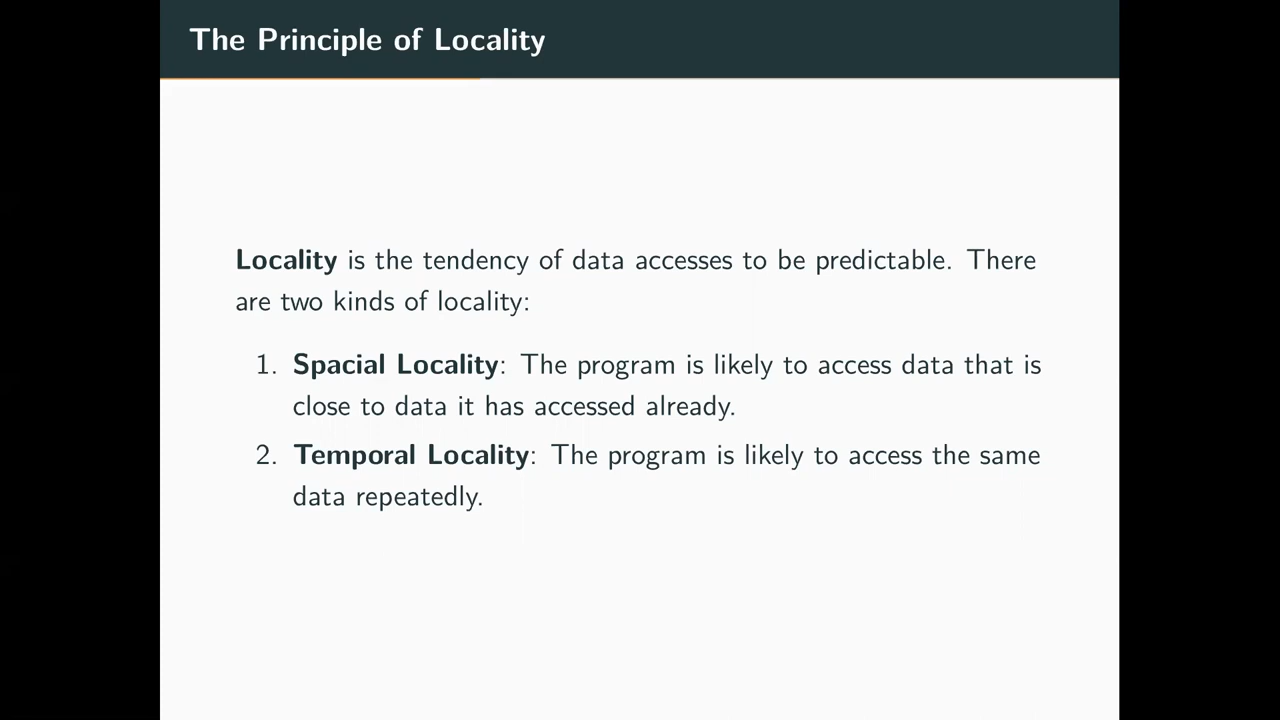 The Principle of Locality
Locality is the tendency of data accesses to be predictable. There
are two kinds of locality:
1. Spacial Locality: The program is likely to access data that is
close to data it has accessed already.
2. Temporal Locality: The program is likely to access the same
data repeatedly.